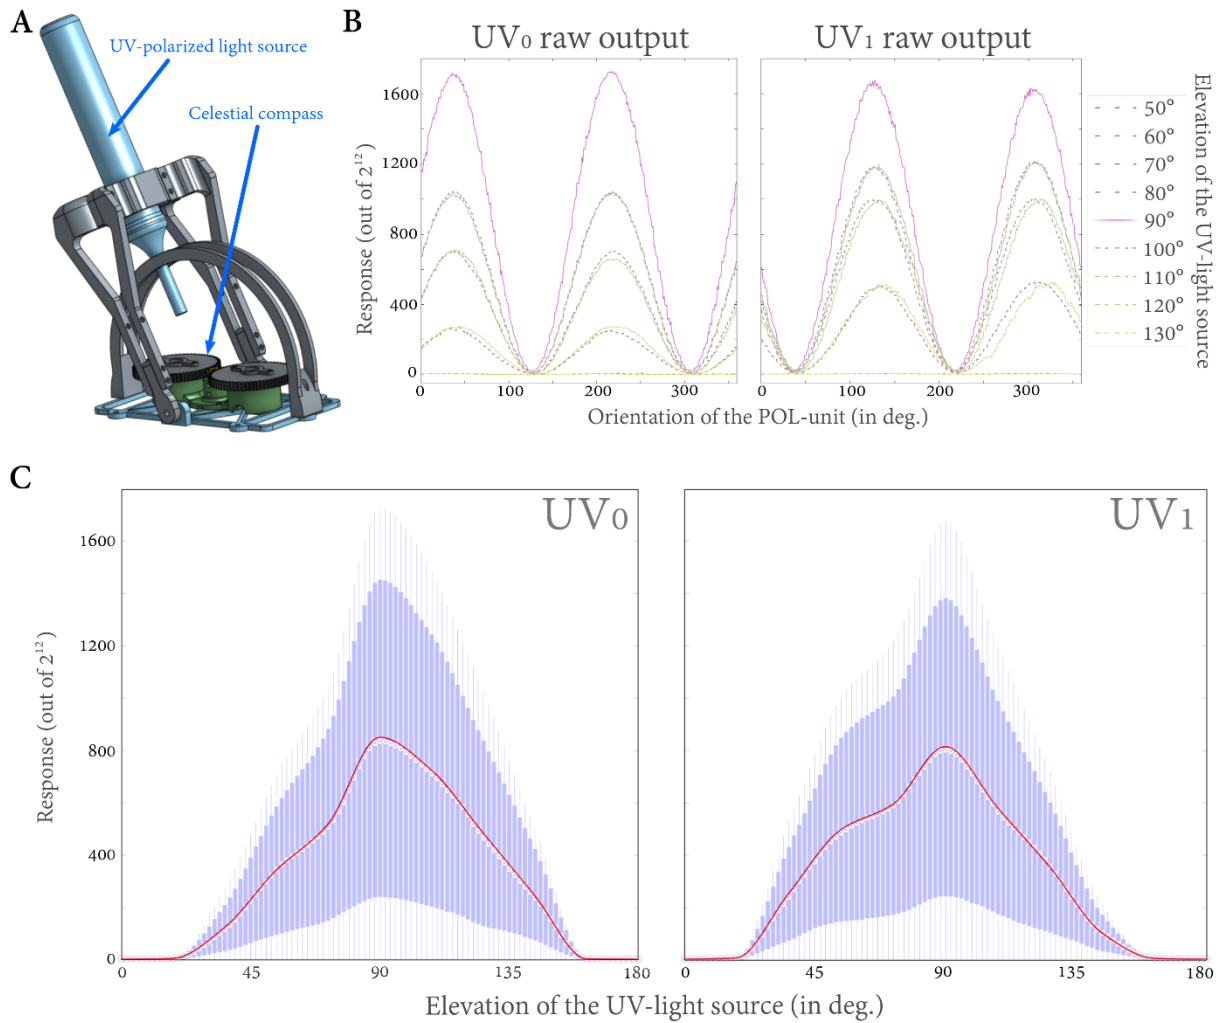 A
UV-polarized light source
Celestial compass
B
UV₀ raw output
UV₁ raw output
Response (out of 2¹²)
1600
1200
800
400
0
0
100
200
300
0
100
200
300
Orientation of the POL-unit (in deg.)
50°
60°
70°
80°
90°
100°
110°
120°
130°
Elevation of the UV-light source
C
UV₀
UV₁
Response (out of 2¹²)
1600
1200
800
400
0
0
45
90
135
180
0
45
90
135
180
Elevation of the UV-light source (in deg.)